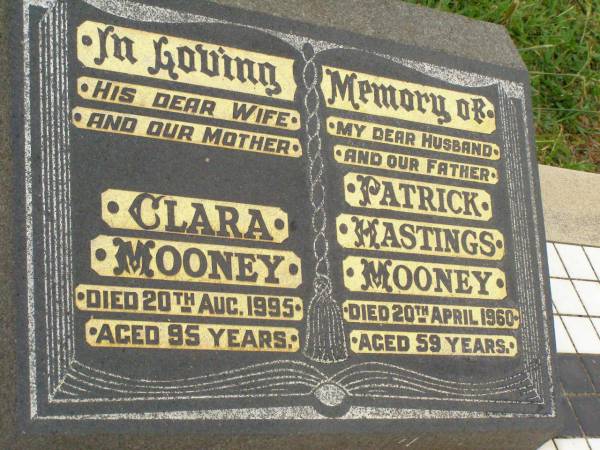 In Loving
His dear Wife
and our Mother
Clara
Mooney
Died 20th Aug. 1995
Aged 95 years.
Memory of
my dear Husband
and our Father
Patrick
Hastings
Mooney
Died 20th April 1960
Aged 59 years.